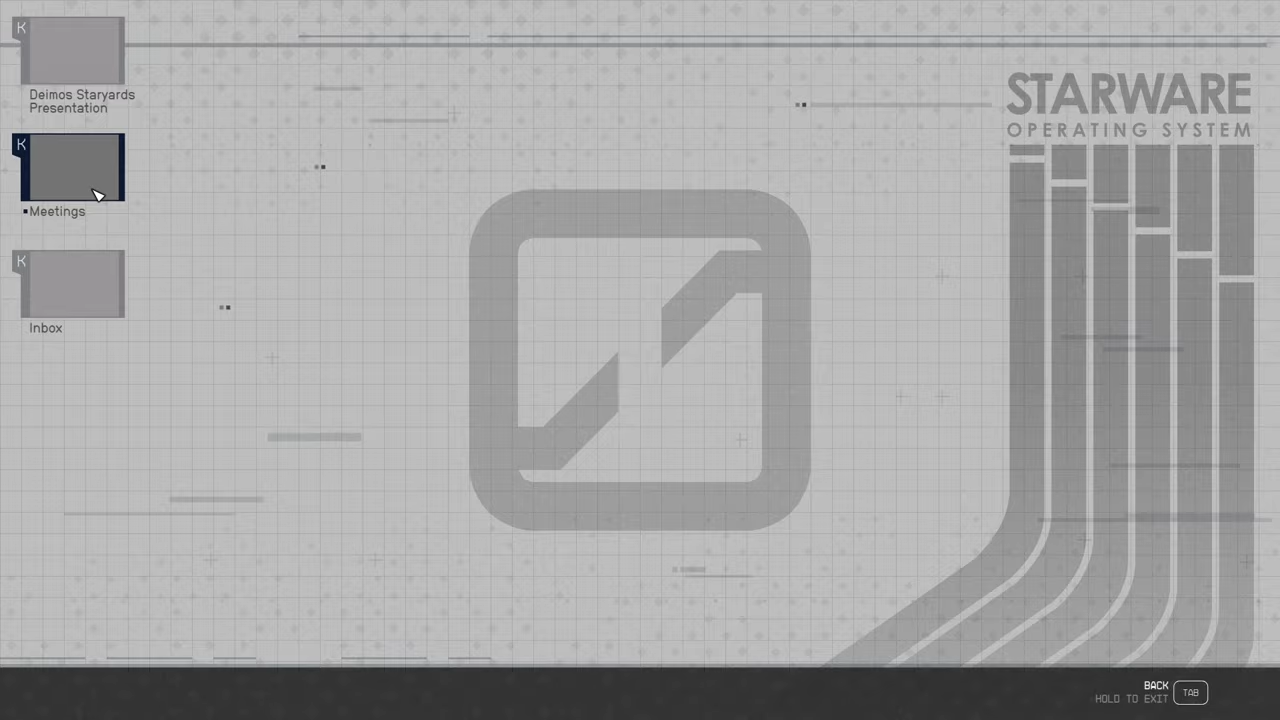 K
Deimos Staryards
Presentation
K
Meetings
K
Inbox
STARWARE
OPERATING SYSTEM
BACK
HOLD TO EXIT
TAB